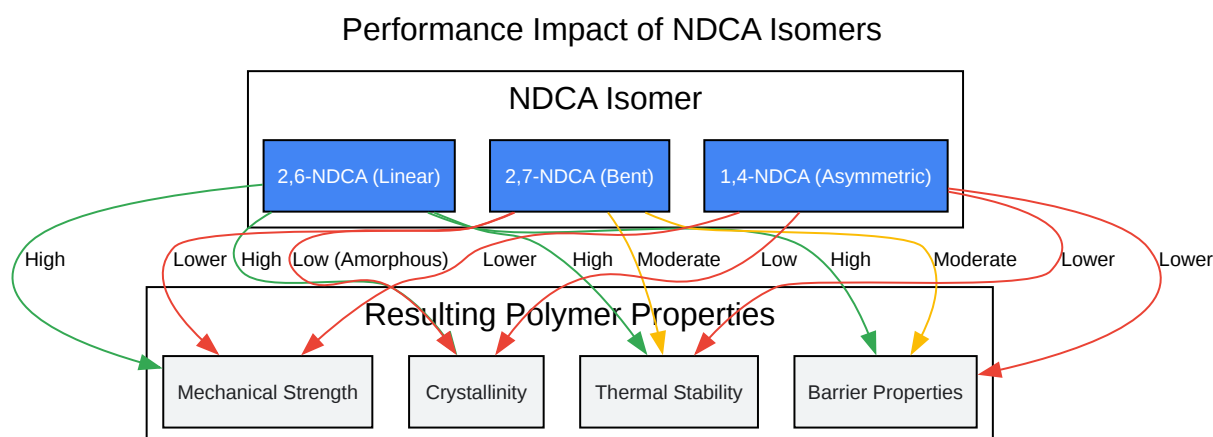 Performance Impact of NDCA Isomers
NDCA Isomer
2,6-NDCA (Linear)
2,7-NDCA (Bent)
1,4-NDCA (Asymmetric)
High
Lower
High
Low (Amorphous)
Lower
High
Moderate
Low
High
Moderate
Lower
Lower
Resulting Polymer Properties
Mechanical Strength
Crystallinity
Thermal Stability
Barrier Properties